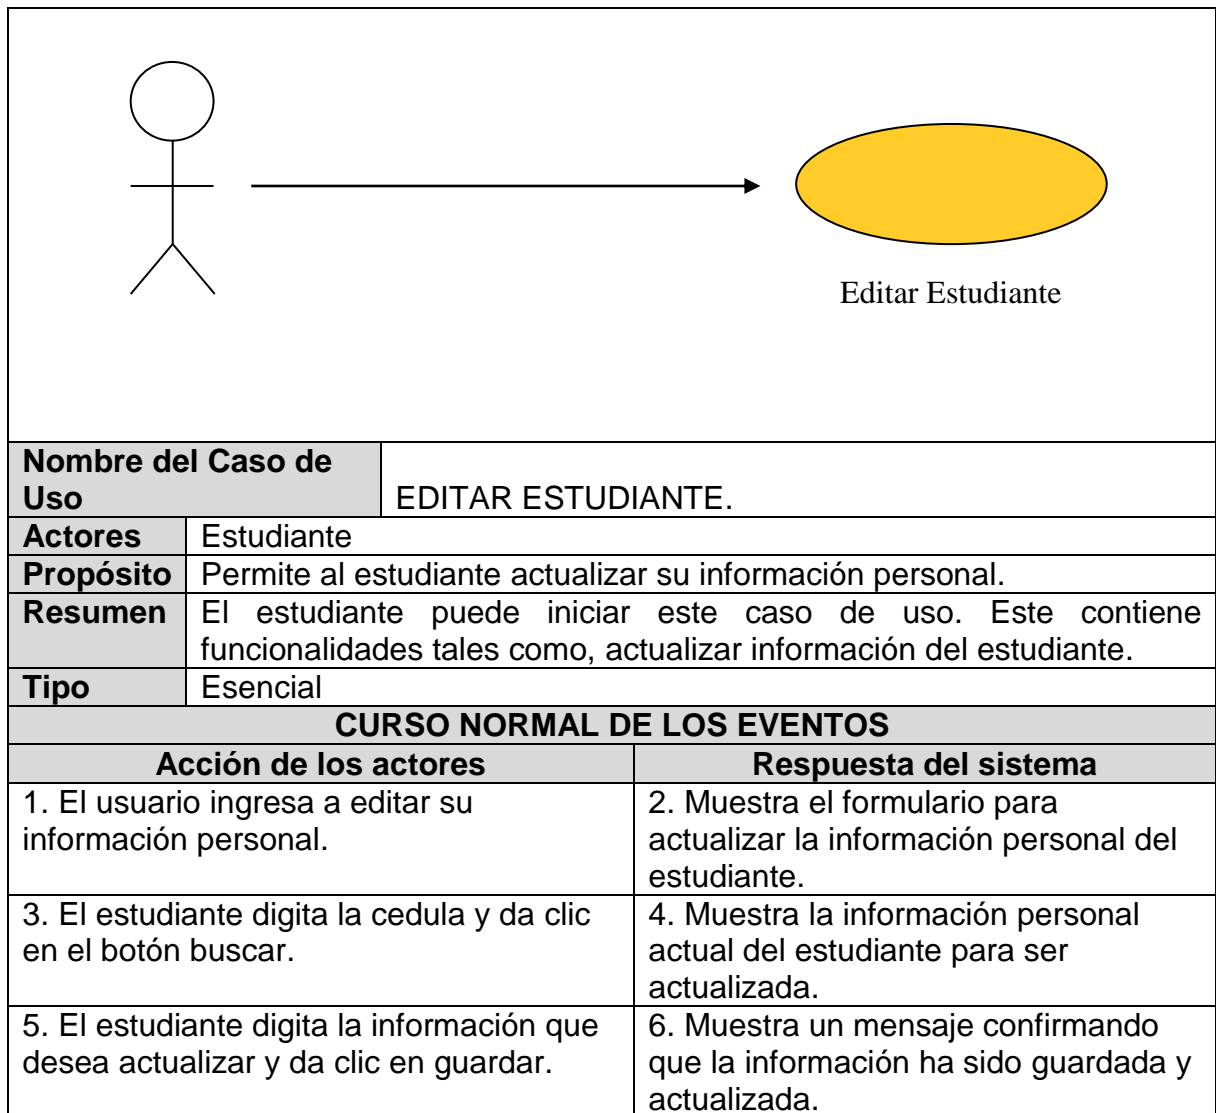 Editar Estudiante
Nombre del Caso de
Uso
EDITAR ESTUDIANTE.
Actores
Estudiante
Propósito
Permite al estudiante actualizar su información personal.
Resumen
El estudiante puede iniciar este caso de uso. Este contiene
funcionalidades tales como, actualizar información del estudiante.
Tipo
Esencial
CURSO NORMAL DE LOS EVENTOS
Acción de los actores
Respuesta del sistema
1. El usuario ingresa a editar su
información personal.
2. Muestra el formulario para
actualizar la información personal del
estudiante.
3. El estudiante digita la cedula y da clic
en el botón buscar.
4. Muestra la información personal
actual del estudiante para ser
actualizada.
5. El estudiante digita la información que
desea actualizar y da clic en guardar.
6. Muestra un mensaje confirmando
que la información ha sido guardada y
actualizada.